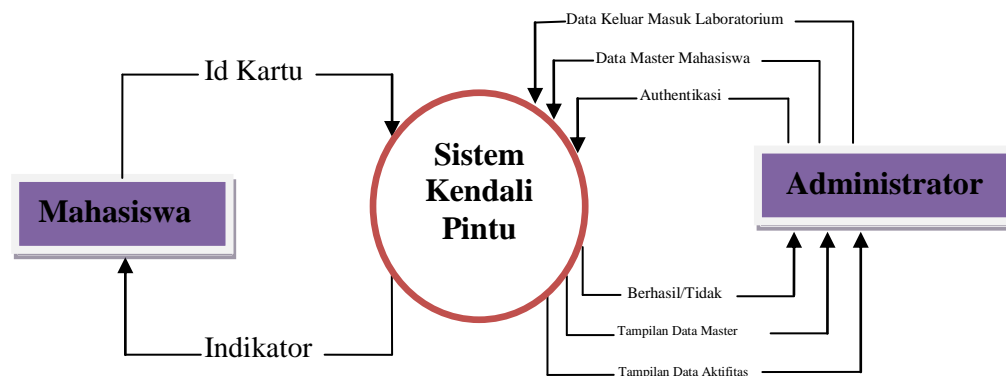 Data Keluar Masuk Laboratorium
Data Master Mahasiswa
Id Kartu
Authentikasi
Sistem
Kendali
Pintu
Mahasiswa
Administrator
Berhasil/Tidak
Tampilan Data Master
Indikator
Tampilan Data Aktifitas